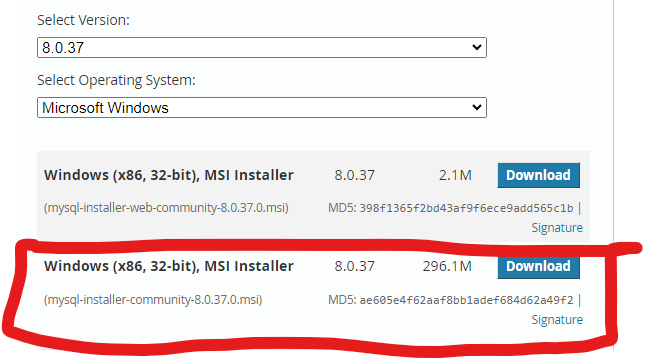 Select Version:
8.0.37
Select Operating System:
Microsoft Windows
Windows (x86, 32-bit), MSI Installer 8.0.37 2.1M Download
(mysql-installer-web-community-8.0.37.0.msi) MD5: 398f1365f2bd43af9f6ece9add565c1b |
Signature
Windows (x86, 32-bit), MSI Installer 8.0.37 296.1M Download
(mysql-installer-community-8.0.37.0.msi) MD5: ae605e4f62aaf8bb1adef684d62a49f2 |
Signature